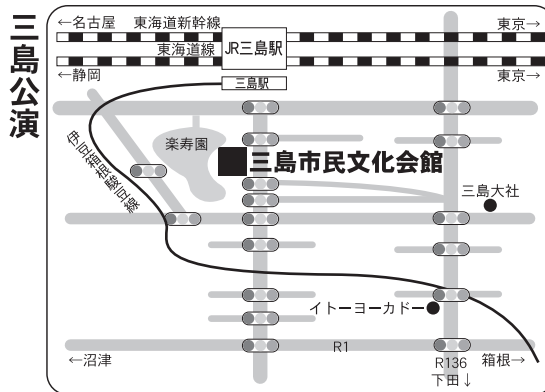 三島公演
←名古屋
東海道新幹線
東京→
東海道線
JR三島駅
←静岡
三島駅
東京→
楽寿園
伊豆箱根駿豆線
三島市民文化会館
三島大社
イトーヨーカドー
←沼津
R1
R136
下田↓
箱根→